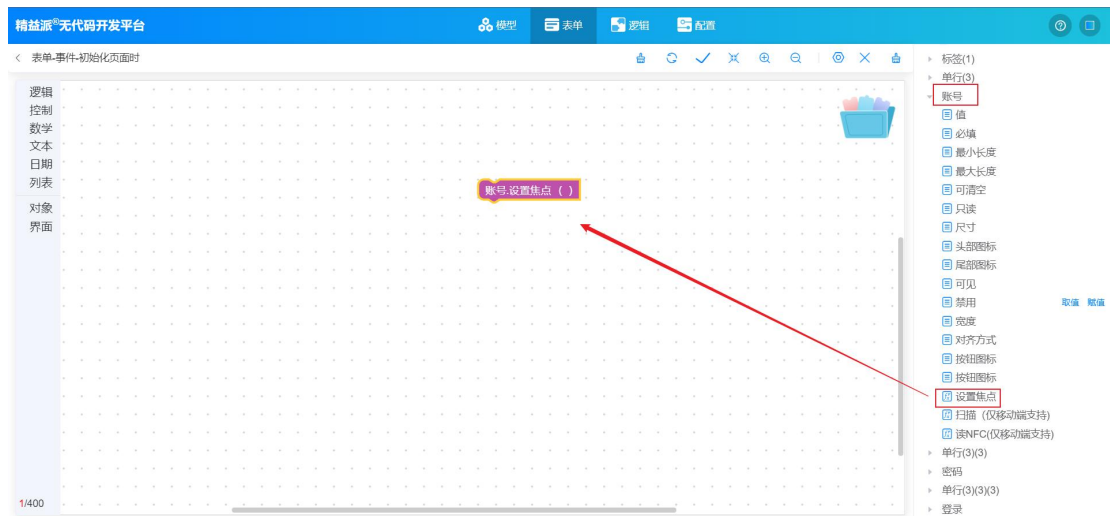 精益派®无代码开发平台
模型
表单
逻辑
配置
表单-事件-初始化页面时
逻辑
控制
数学
文本
日期
列表
对象
界面
账号.设置焦点 ( )
1/400
标签(1)
单行(3)
账号
值
必填
最小长度
最大长度
可清空
只读
尺寸
头部图标
尾部图标
可见
禁用 取值 赋值
宽度
对齐方式
按钮图标
按钮图标
设置焦点
扫描 (仅移动端支持)
读NFC(仅移动端支持)
单行(3)(3)
密码
单行(3)(3)(3)
登录